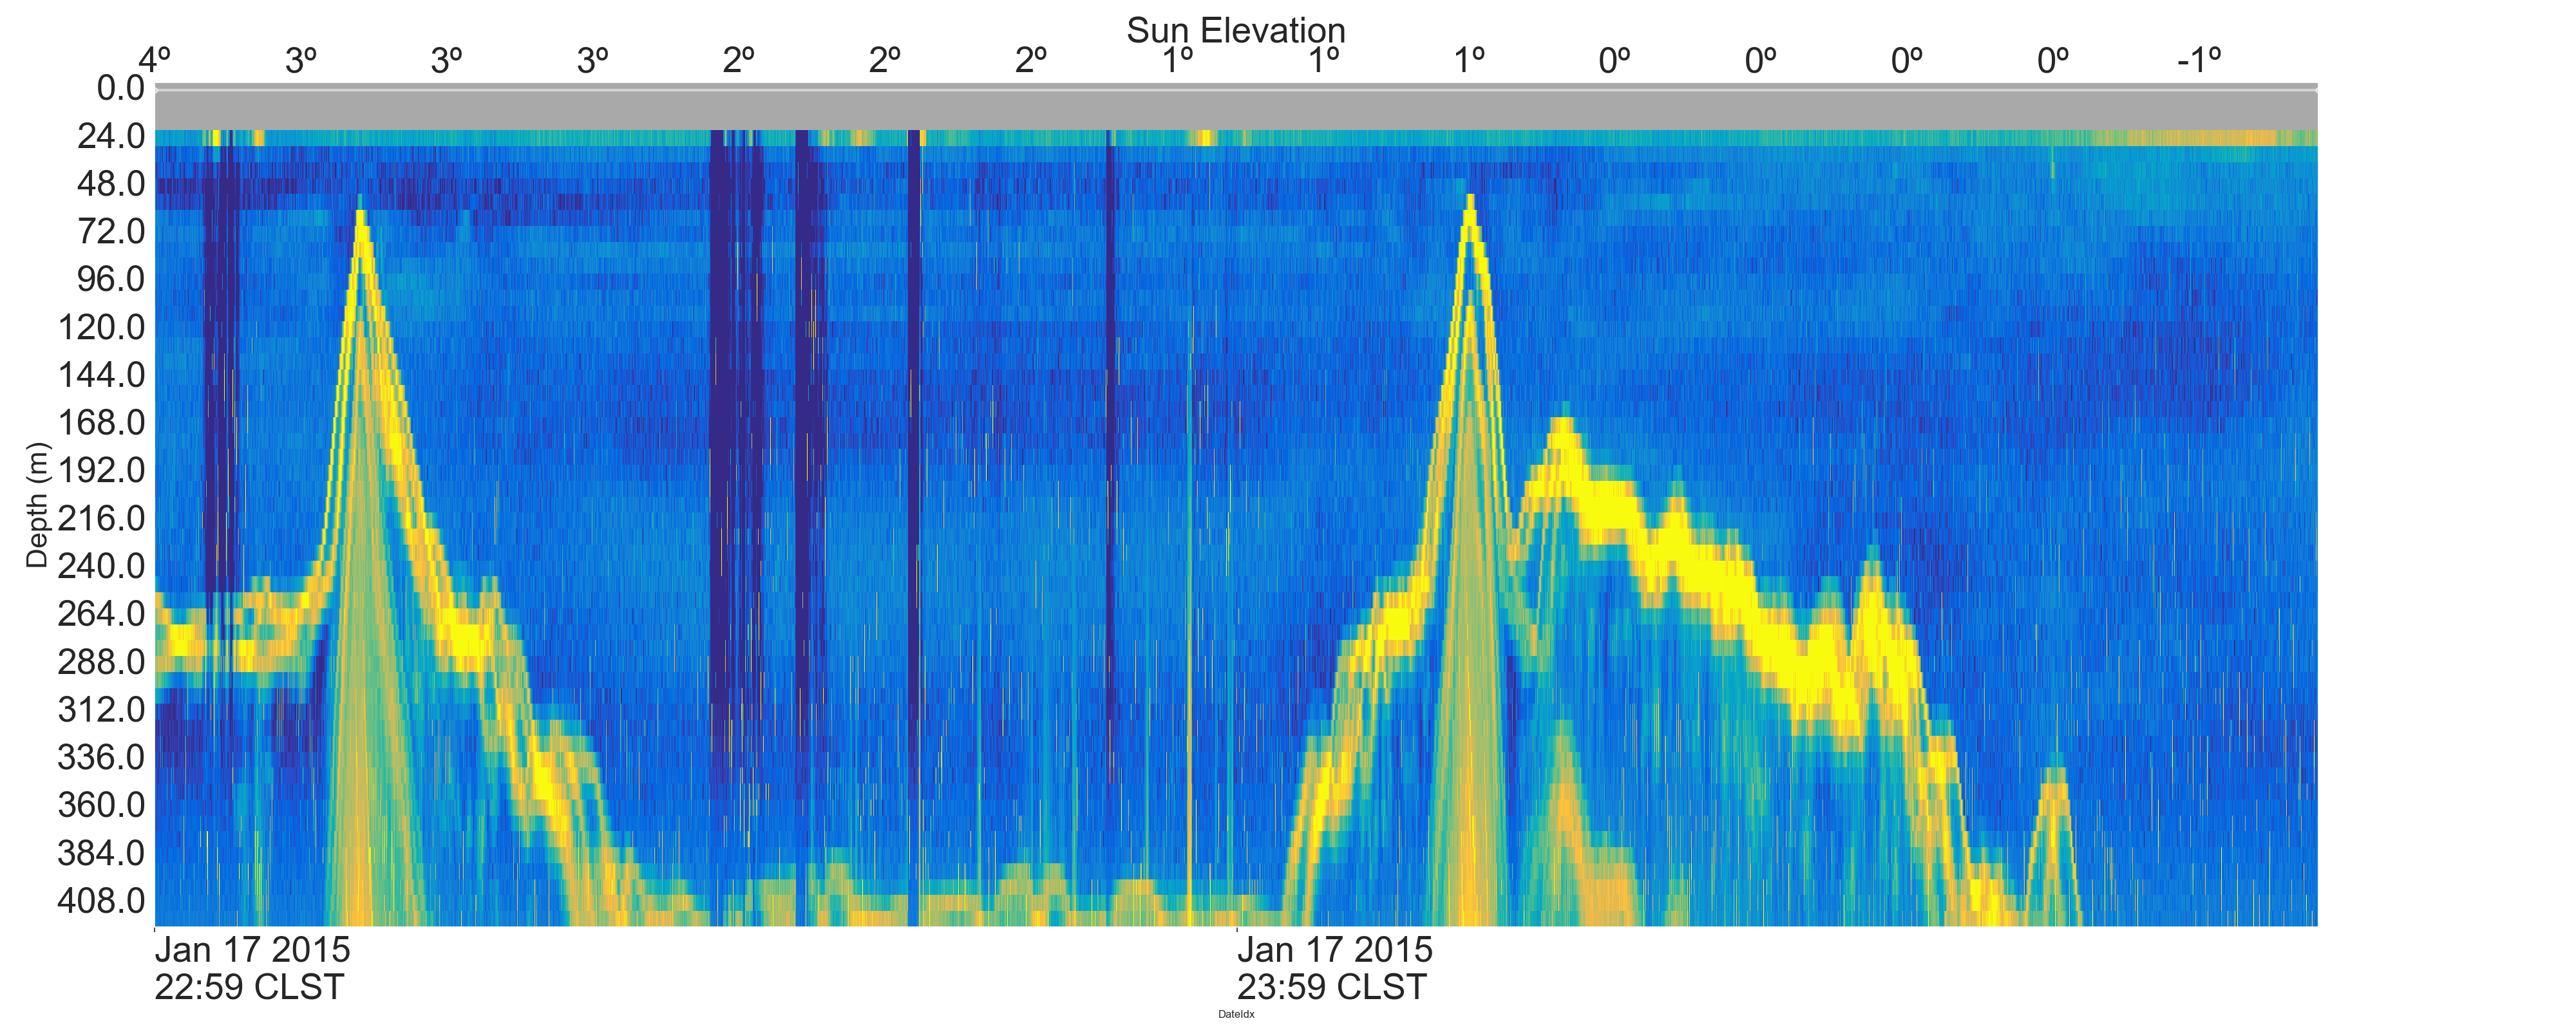 Sun Elevation
4º 3º 3º 3º 2º 2º 2º 1º 1º 1º 0º 0º 0º 0º -1º
0.0
24.0
48.0
72.0
96.0
120.0
144.0
168.0
192.0
216.0
240.0
264.0
288.0
312.0
336.0
360.0
384.0
408.0
Depth (m)
Jan 17 2015
22:59 CLST
Jan 17 2015
23:59 CLST
DateIdx